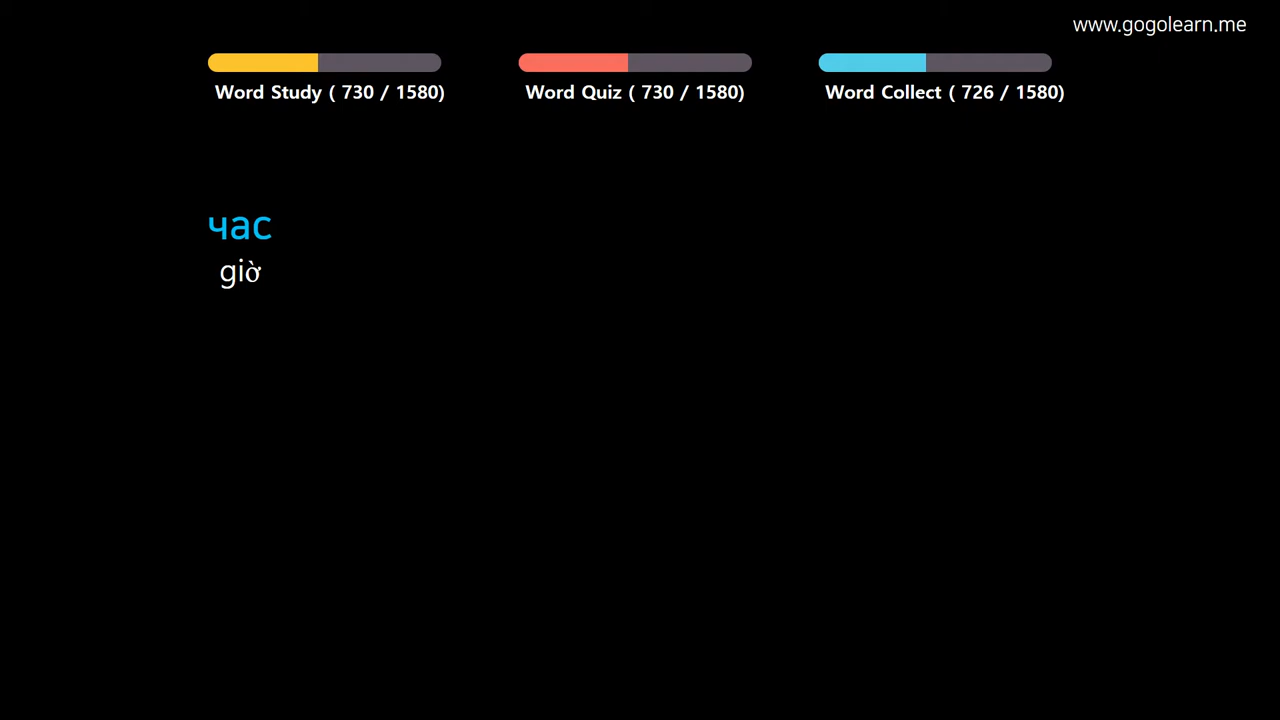 www.gogolearn.me
Word Study ( 730 / 1580)
Word Quiz ( 730 / 1580)
Word Collect ( 726 / 1580)
час
giờ